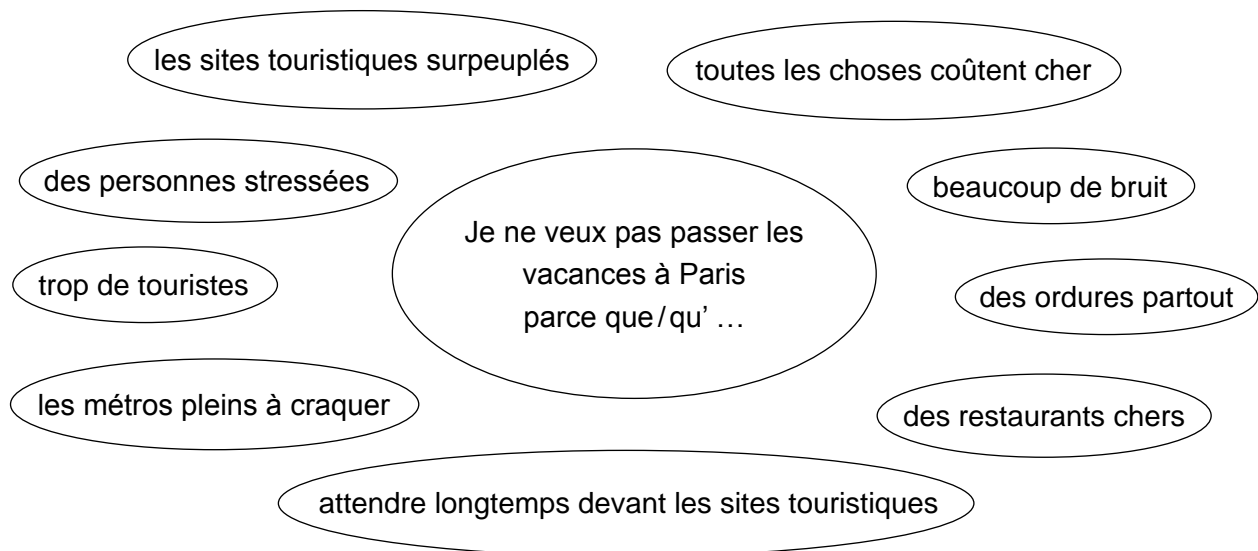 les sites touristiques surpeuplés
toutes les choses coûtent cher
des personnes stressées
beaucoup de bruit
Je ne veux pas passer les
vacances à Paris
parce que/qu’ …
trop de touristes
des ordures partout
les métros pleins à craquer
des restaurants chers
attendre longtemps devant les sites touristiques